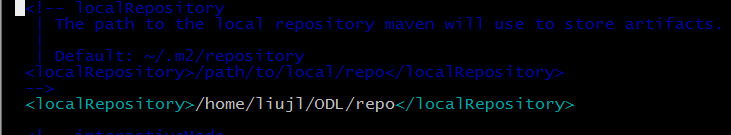 <!-- localRepository
| The path to the local repository maven will use to store artifacts.
|
| Default: ~/.m2/repository
<localRepository>/path/to/local/repo</localRepository>
-->
<localRepository>/home/liujl/ODL/repo</localRepository>
<!-- interactiveMode